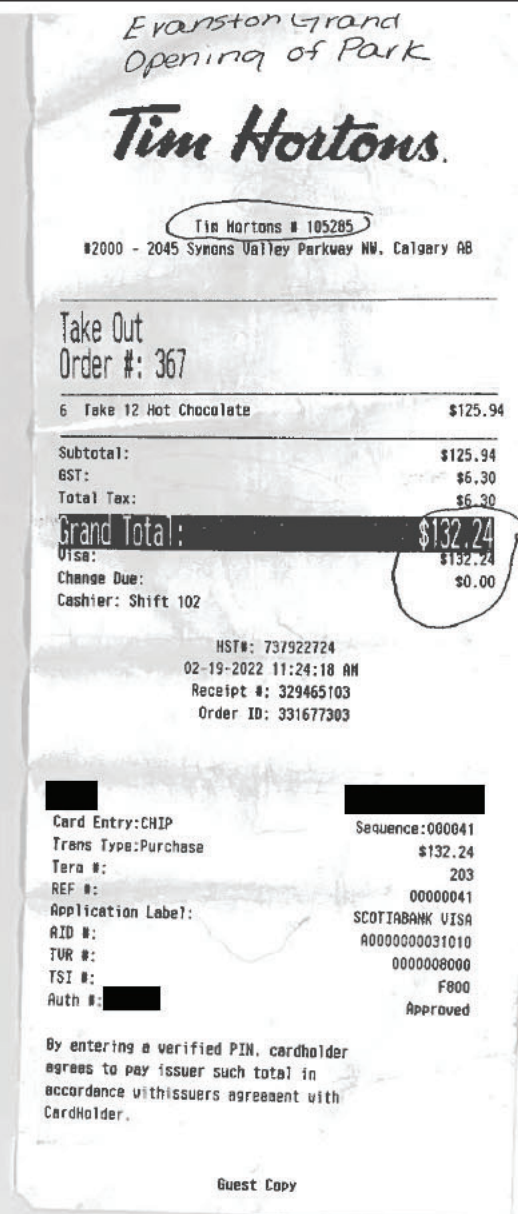 Evanston Grand
Opening of Park
Tim Hortons.
Tim Hortons # 105285
#2000 - 2045 Symons Valley Parkway NW, Calgary AB
Take Out
Order #: 367
6 Take 12 Hot Chocolate $125.94
Subtotal: $125.94
GST: $6.30
Total Tax: $6.30
Grand Total: $132.24
Visa: $132.24
Change Due: $0.00
Cashier: Shift 102
HST#: 737922724
02-19-2022 11:24:18 AM
Receipt #: 329465103
Order ID: 331677303
Card Entry:CHIP Sequence:000041
Trans Type:Purchase $132.24
Term #: 203
REF #: 00000041
Application Label: SCOTIABANK VISA
AID #: A0000000031010
TVR #: 0000008000
TSI #: F800
Auth #: Approved
By entering a verified PIN, cardholder
agrees to pay issuer such total in
accordance withissuers agreement with
CardHolder.
Guest Copy